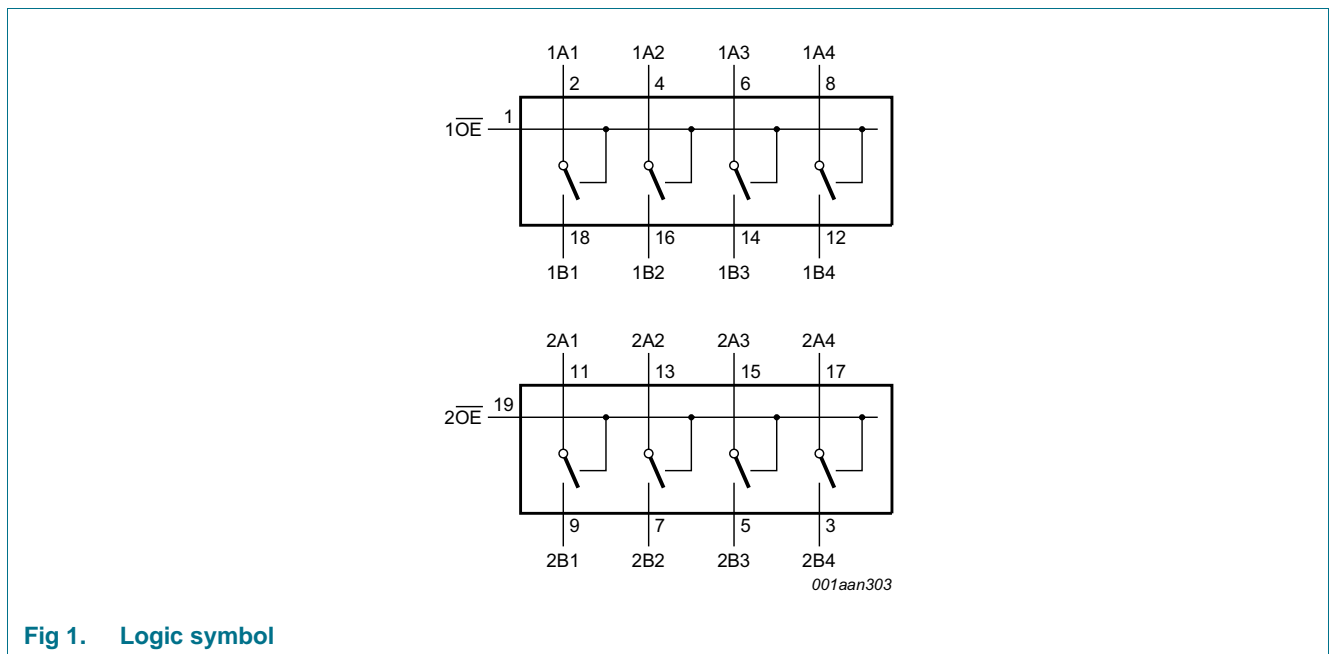 1A1 1A2 1A3 1A4
2 4 6 8
1
1O̅E̅
18 16 14 12
1B1 1B2 1B3 1B4
2A1 2A2 2A3 2A4
11 13 15 17
19
2O̅E̅
9 7 5 3
2B1 2B2 2B3 2B4
001aan303
Fig 1. Logic symbol